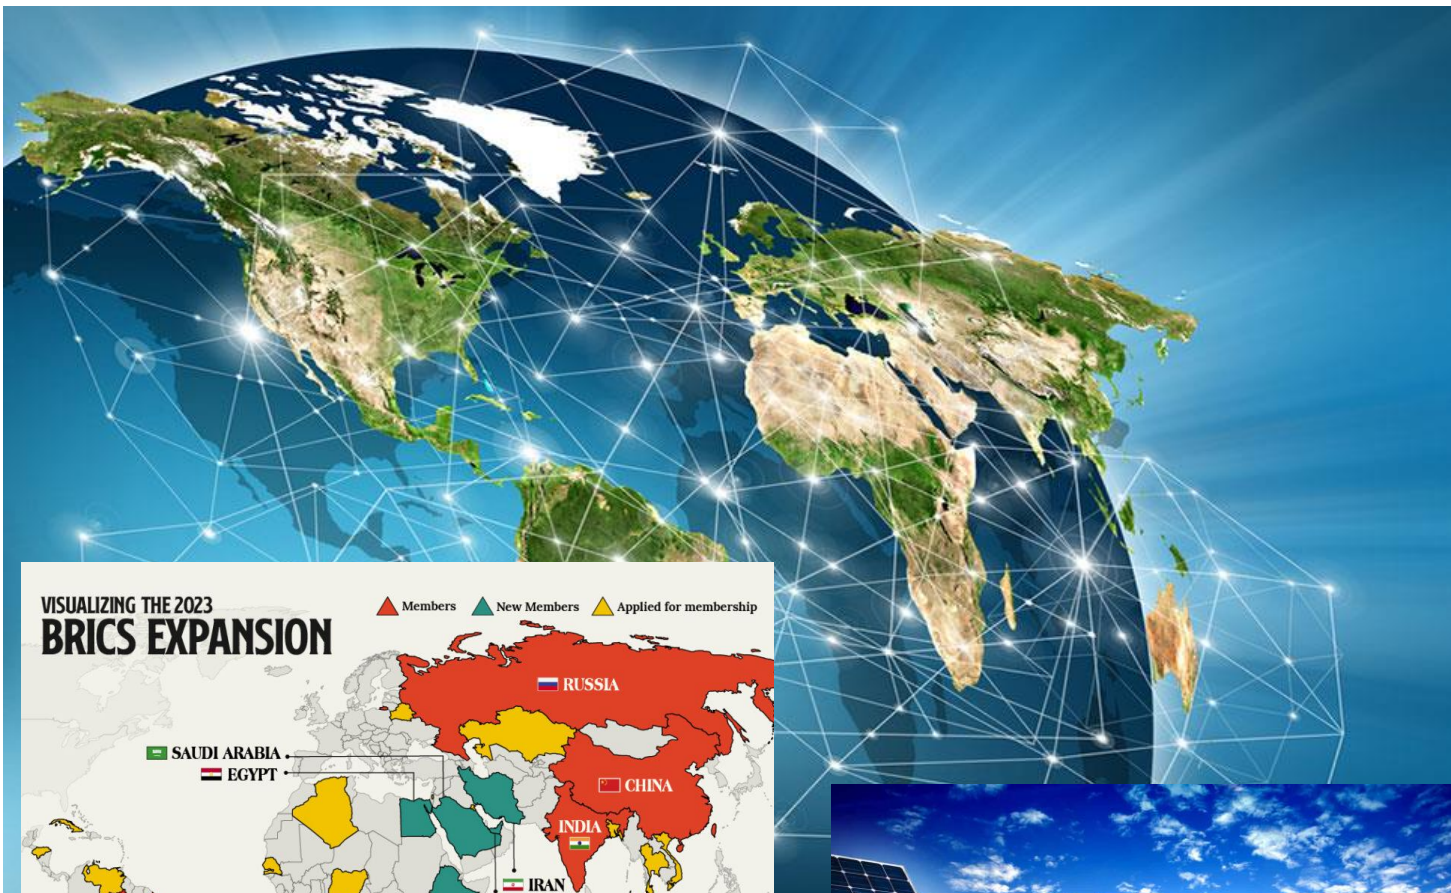 VISUALIZING THE 2023
BRICS EXPANSION
Members
New Members
Applied for membership
RUSSIA
SAUDI ARABIA
EGYPT
CHINA
INDIA
IRAN